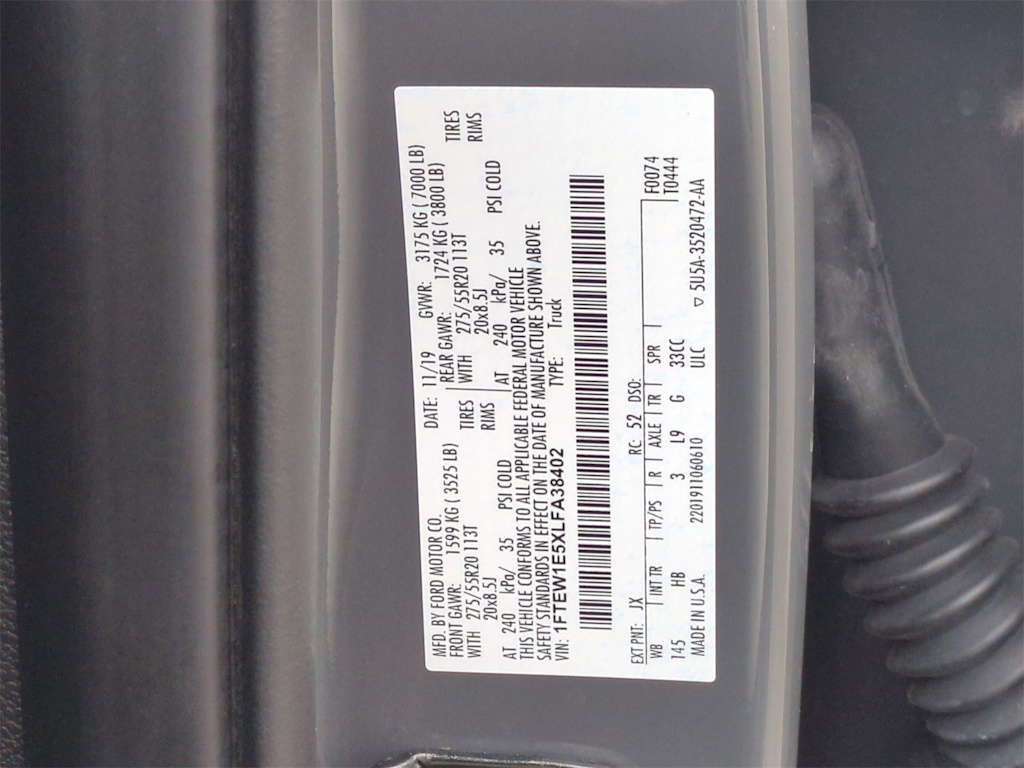 MFD. BY FORD MOTOR CO. DATE: 11/19 GVWR: 3175 KG ( 7000 LB)
FRONT GAWR: 1599 KG ( 3525 LB) REAR GAWR: 1724 KG ( 3800 LB)
WITH 275/55R20 113T TIRES WITH 275/55R20 113T TIRES
20x8.5J RIMS 20x8.5J RIMS
AT 240 kPa/ 35 PSI COLD AT 240 kPa/ 35 PSI COLD
THIS VEHICLE CONFORMS TO ALL APPLICABLE FEDERAL MOTOR VEHICLE
SAFETY STANDARDS IN EFFECT ON THE DATE OF MANUFACTURE SHOWN ABOVE.
VIN: 1FTEW1E5XLFA38402 TYPE: Truck
EXT PNT: JX RC: 52 DSO: F0074
WB INT TR TP/PS R AXLE TR SPR T0444
145 HB 3 L9 G 33CC
MADE IN U.S.A. 2201911060610 ULC ▽ 5U5A-3520472-AA